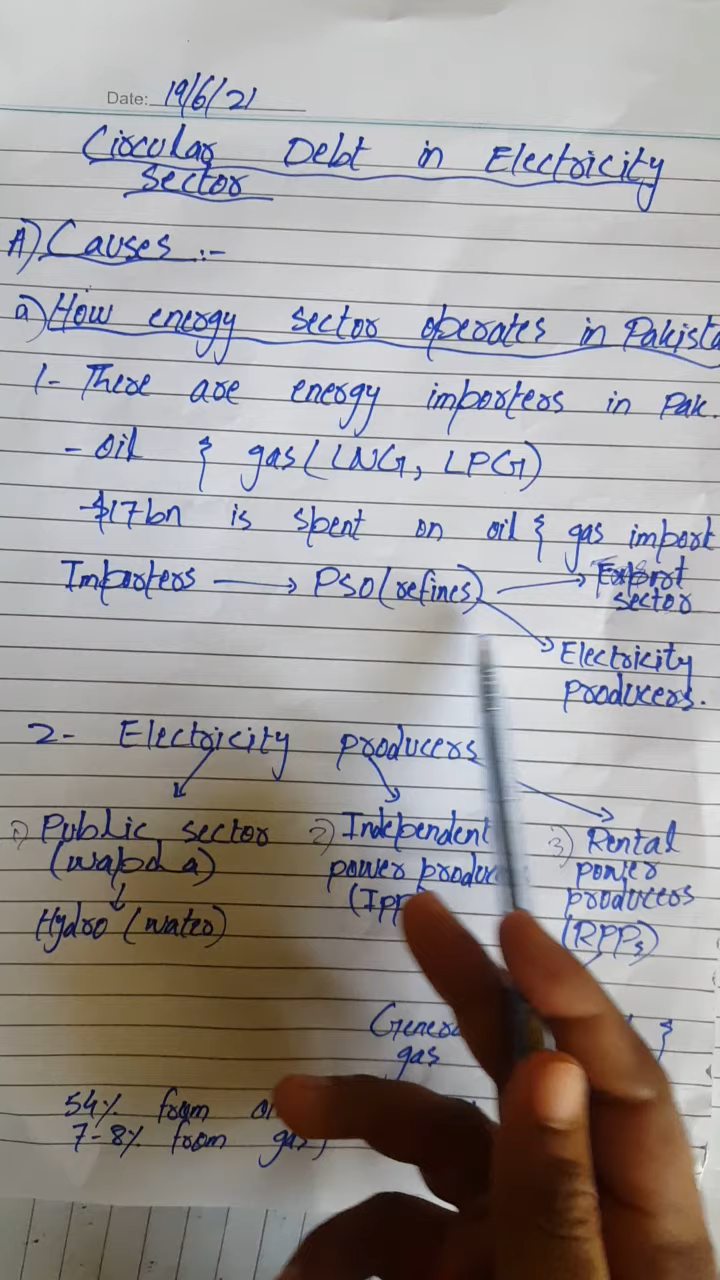 Date: 19/6/21
Circular Debt in Electricity
Sector
A) Causes :-
a) How energy sector operates in Pakista
1- There are energy importers in Pak.
- Oil & gas (LNG, LPG)
- $17bn is spent on oil & gas import
Importers → PSO (refines) → Export sector
→ Electricity producers.
2- Electricity producers
1) Public sector (wapda) → Hydro (water)
2) Independent power produ (Ipp
3) Rental power producers (RPPs)
gas
54% from
7-8% from gas